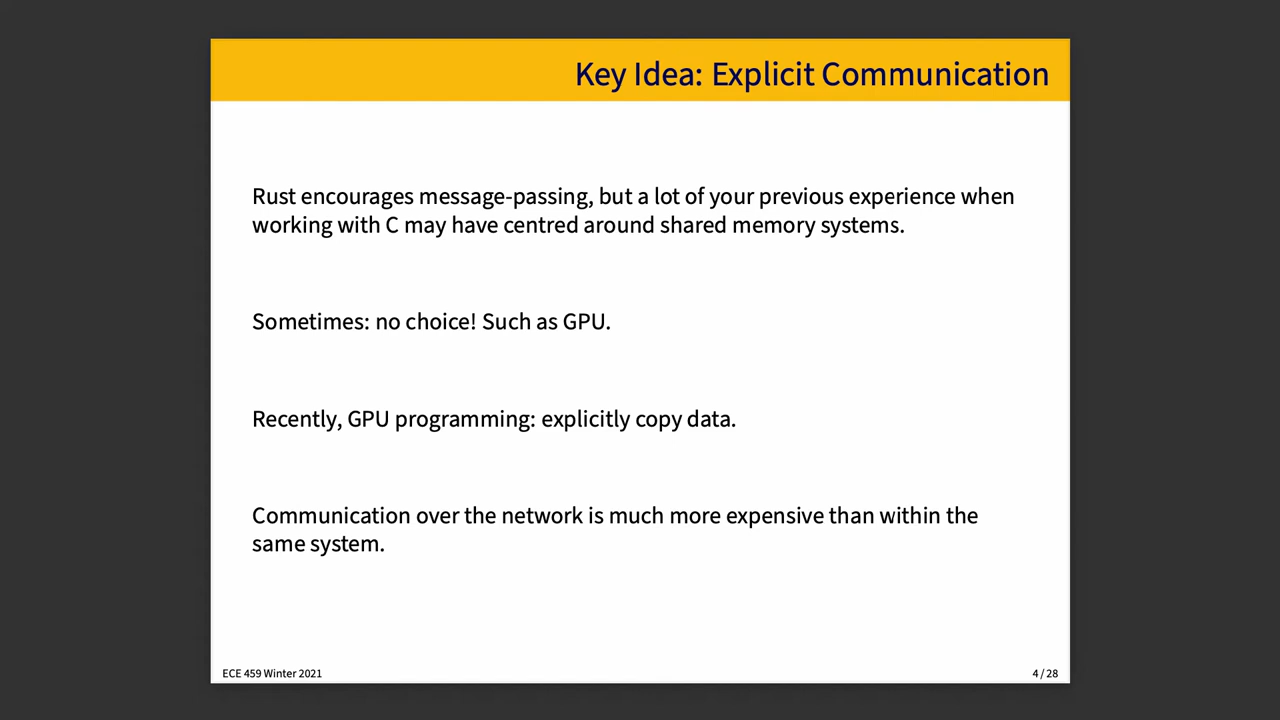 Key Idea: Explicit Communication
Rust encourages message-passing, but a lot of your previous experience when
working with C may have centred around shared memory systems.
Sometimes: no choice! Such as GPU.
Recently, GPU programming: explicitly copy data.
Communication over the network is much more expensive than within the
same system.
ECE 459 Winter 2021
4 / 28